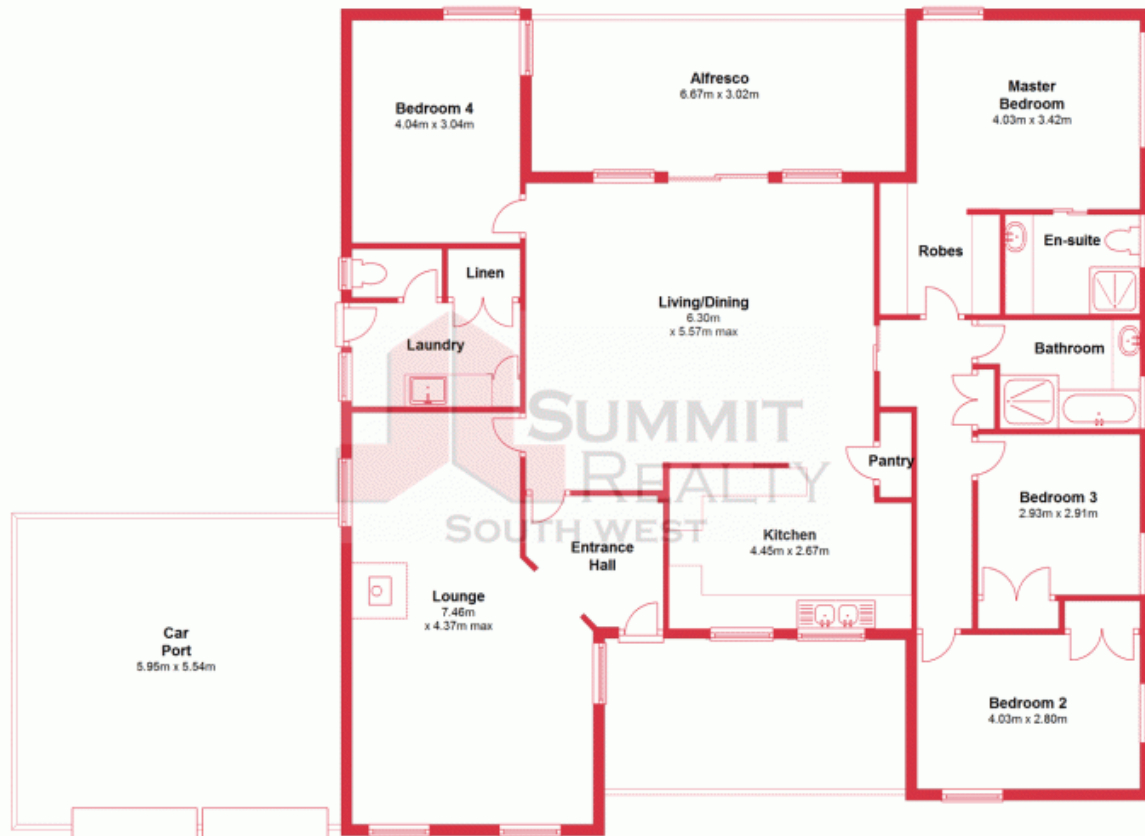 Bedroom 4
4.04m x 3.04m
Alfresco
6.67m x 3.02m
Master
Bedroom
4.03m x 3.42m
Linen
Robes
En-suite
Living/Dining
6.30m
x 5.57m max
Laundry
Bathroom
SUMMIT
REALTY
SOUTH WEST
Pantry
Bedroom 3
2.93m x 2.91m
Kitchen
4.45m x 2.67m
Entrance
Hall
Lounge
7.46m
x 4.37m max
Car
Port
5.95m x 5.54m
Bedroom 2
4.03m x 2.80m